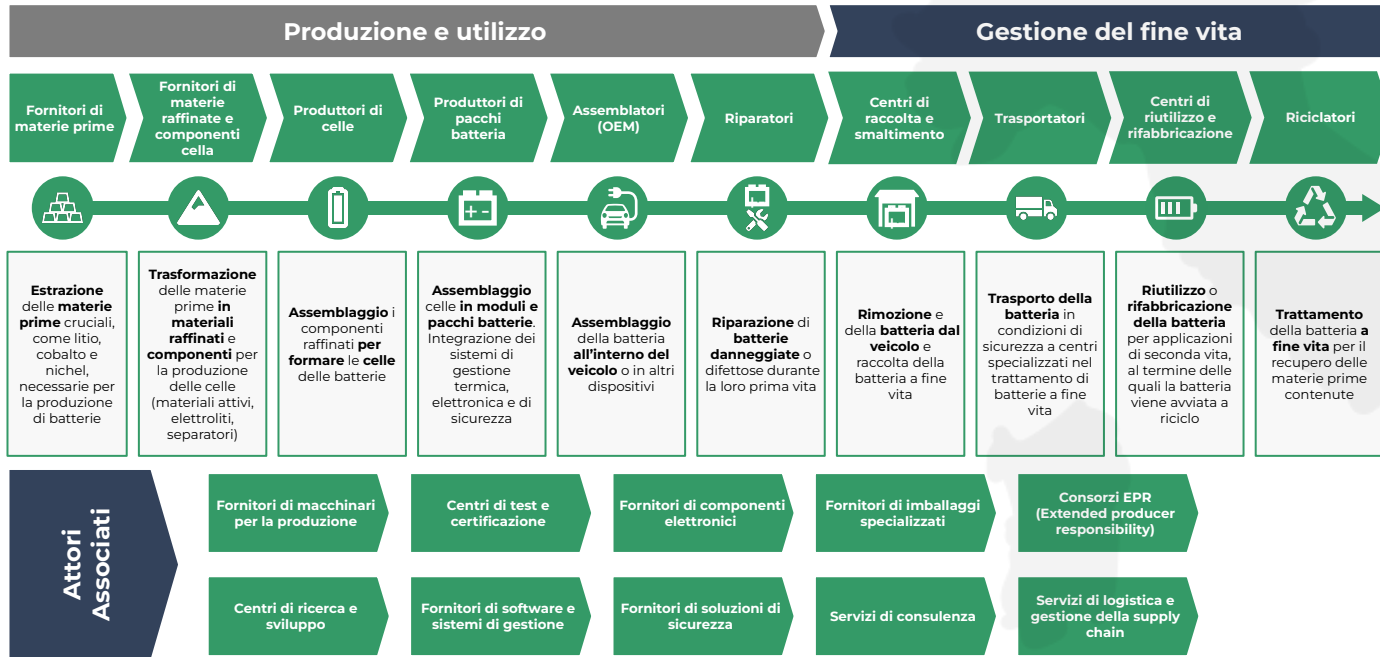 Produzione e utilizzo
Gestione del fine vita
Fornitori di
materie prime
Fornitori di
materie
raffinate e
componenti
cella
Produttori di
celle
Produttori di
pacchi
batteria
Assemblatori
(OEM)
Riparatori
Centri di
raccolta e
smaltimento
Trasportatori
Centri di
riutilizzo e
rifabbricazione
Riciclatori
Estrazione
delle materie
prime cruciali,
come litio,
cobalto e
nichel,
necessarie per
la produzione
di batterie
Trasformazione
delle materie
prime in
materiali
raffinati e
componenti per
la produzione
delle celle
(materiali attivi,
elettroliti,
separatori)
Assemblaggio i
componenti
raffinati per
formare le celle
delle batterie
Assemblaggio
celle in moduli e
pacchi batterie.
Integrazione dei
sistemi di
gestione
termica,
elettronica e di
sicurezza
Assemblaggio
della batteria
all’interno del
veicolo o in altri
dispositivi
Riparazione di
batterie
danneggiate o
difettose durante
la loro prima vita
Rimozione e
della batteria dal
veicolo e
raccolta della
batteria a fine
vita
Trasporto della
batteria in
condizioni di
sicurezza a centri
specializzati nel
trattamento di
batterie a fine
vita
Riutilizzo o
rifabbricazione
della batteria
per applicazioni
di seconda vita,
al termine delle
quali la batteria
viene avviata a
riciclo
Trattamento
della batteria a
fine vita per il
recupero delle
materie prime
contenute
Attori
Associati
Fornitori di macchinari
per la produzione
Centri di test e
certificazione
Fornitori di componenti
elettronici
Fornitori di imballaggi
specializzati
Consorzi EPR
(Extended producer
responsibility)
Centri di ricerca e
sviluppo
Fornitori di software e
sistemi di gestione
Fornitori di soluzioni di
sicurezza
Servizi di consulenza
Servizi di logistica e
gestione della supply
chain